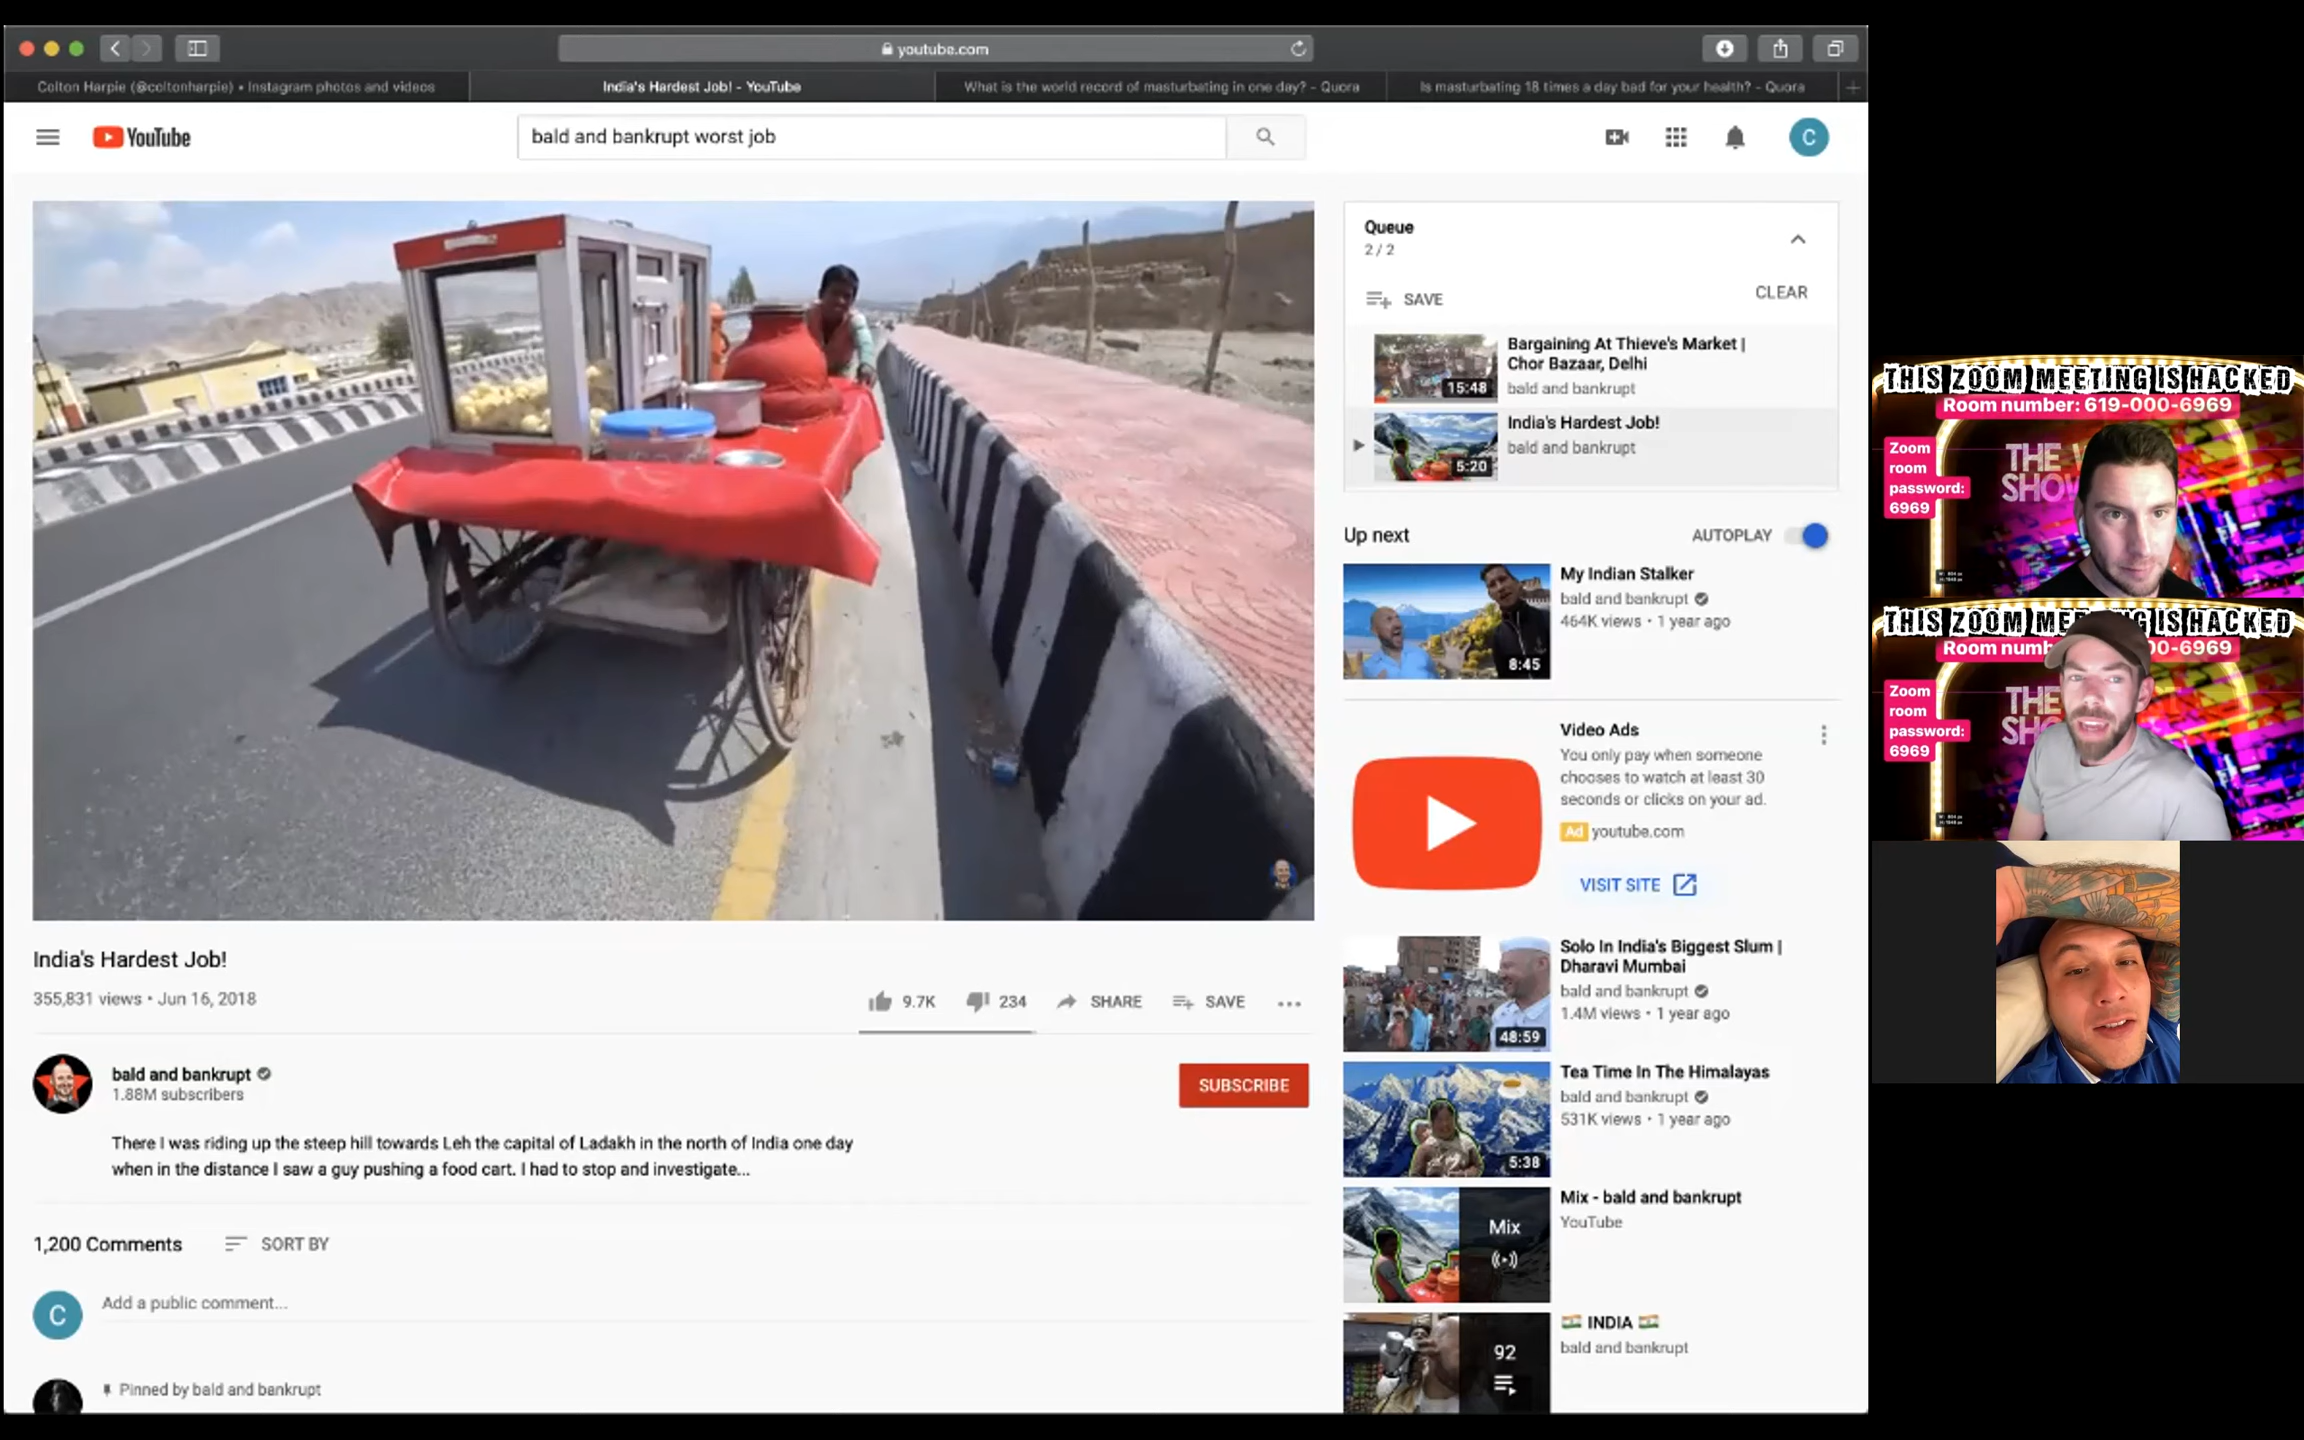 youtube.com
Colton Harpie (@coltonharpie) • Instagram photos and videos
India's Hardest Job! - YouTube
What is the world record of masturbating in one day? - Quora
Is masturbating 18 times a day bad for your health? - Quora
YouTube
bald and bankrupt worst job
C
Queue
2 / 2
SAVE
CLEAR
Bargaining At Thieve's Market |
Chor Bazaar, Delhi
bald and bankrupt
15:48
India's Hardest Job!
bald and bankrupt
5:20
Up next
AUTOPLAY
My Indian Stalker
bald and bankrupt
464K views • 1 year ago
8:45
Video Ads
You only pay when someone
chooses to watch at least 30
seconds or clicks on your ad.
Ad youtube.com
VISIT SITE
Solo In India's Biggest Slum |
Dharavi Mumbai
bald and bankrupt
1.4M views • 1 year ago
48:59
Tea Time In The Himalayas
bald and bankrupt
531K views • 1 year ago
5:38
Mix - bald and bankrupt
YouTube
Mix
🇮🇳 INDIA 🇮🇳
bald and bankrupt
92
India's Hardest Job!
355,831 views • Jun 16, 2018
9.7K
234
SHARE
SAVE
bald and bankrupt
1.88M subscribers
SUBSCRIBE
There I was riding up the steep hill towards Leh the capital of Ladakh in the north of India one day
when in the distance I saw a guy pushing a food cart. I had to stop and investigate...
1,200 Comments
SORT BY
C
Add a public comment...
Pinned by bald and bankrupt
THIS ZOOM MEETING IS HACKED
Room number: 619-000-6969
Zoom
room
password:
6969
THE
SHOW
THIS ZOOM ME G IS HACKED
Room numb 00-6969
Zoom
room
password:
6969
THE
SH